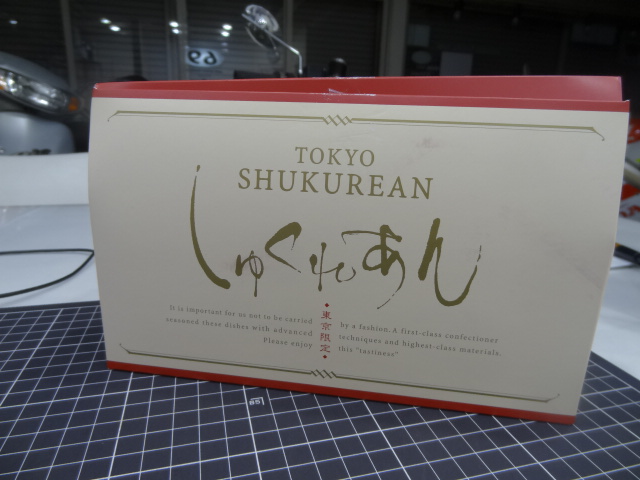 TOKYO
SHUKUREAN
しゅくれあん
東京限定
It is important for us not to be carried
seasoned these dishes with advanced
Please enjoy
by a fashion. A first-class confectioner
techniques and highest-class materials.
this "tastiness"
69